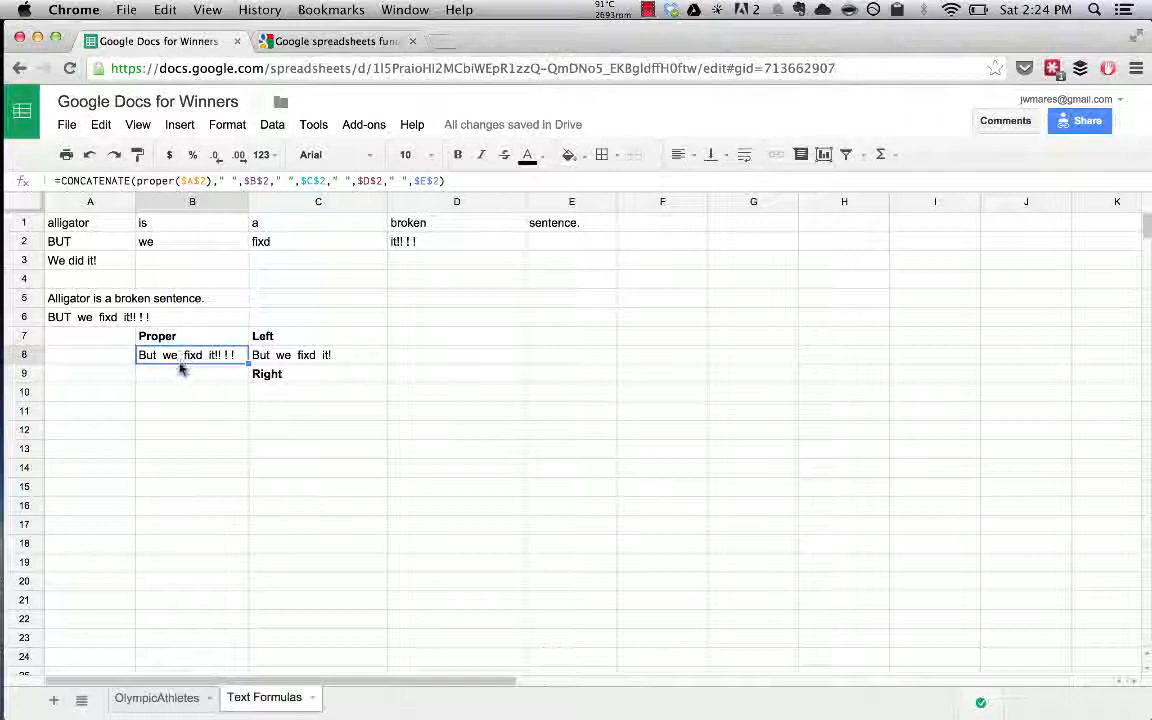 Chrome File Edit View History Bookmarks Window Help 91°C 2693rpm 2 Sat 2:24 PM
Google Docs for Winners × Google spreadsheets fun ×
https://docs.google.com/spreadsheets/d/
Google Docs for Winners jwmares@gmail.com
File Edit View Insert Format Data Tools Add-ons Help All changes saved in Drive Comments Share
$ % .0 .00 123 Arial 10 B I S A Σ
fx =CONCATENATE(proper($A$2)," ",$B$2," ",$C$2," ",$D$2," ",$E$2)
A B C D E F G H I J K
1 alligator is a broken sentence.
2 BUT we fixd it!! ! !
3 We did it!
4
5 Alligator is a broken sentence.
6 BUT we fixd it!! ! !
7 Proper Left
8 But we fixd it!! ! ! But we fixd it!
9 Right
10
11
12
13
14
15
16
17
18
19
20
21
22
23
24
25
+ OlympicAthletes Text Formulas